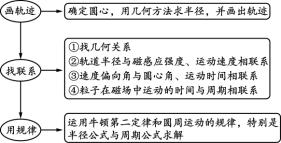 画轨迹
确定圆心，用几何方法求半径，并画出轨迹
找联系
①找几何关系
②轨道半径与磁感应强度、运动速度相联系
③速度偏向角与圆心角、运动时间相联系
④粒子在磁场中运动的时间与周期相联系
用规律
运用牛顿第二定律和圆周运动的规律，特别是
半径公式与周期公式求解